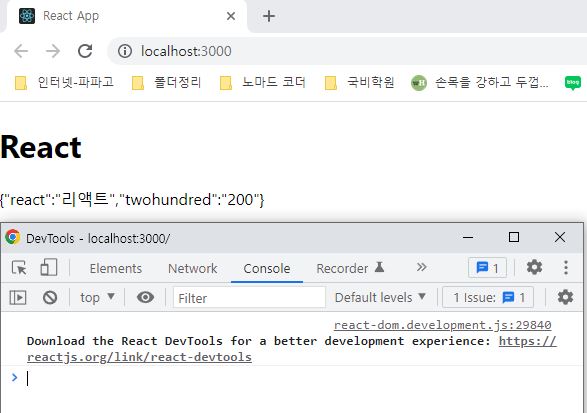 React App
localhost:3000
인터넷-파파고 폴더정리 노마드 코더 국비학원 손목을 강하고 두껍... blog
React
{"react":"리액트","twohundred":"200"}
DevTools - localhost:3000/
Elements Network Console Recorder 1
top Filter Default levels 1 Issue: 1
react-dom.development.js:29840
Download the React DevTools for a better development experience: https://
reactjs.org/link/react-devtools